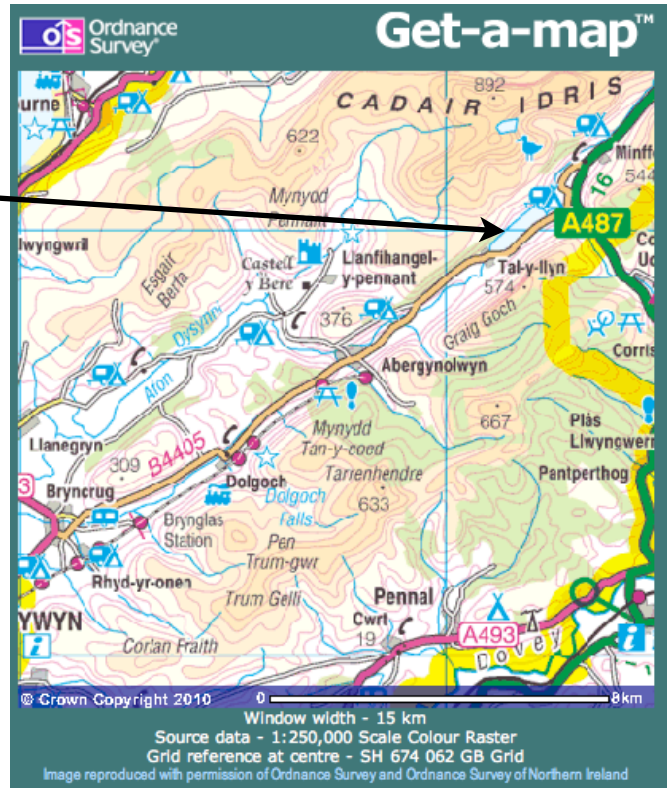 OS Ordnance Survey®
Get-a-map™
urne
CADAIR IDRIS
892
622
Minff
544
16
A487
Mynydd
Pennant
lwyngwril
Castell
y Bere
Llanfihangel-
y-pennant
Tal-y-llyn
574
Esgair
Berfa
Dysynni
376
Graig Goch
Corris
Afon
Abergynolwyn
667
Plâs
Llwyngwern
Llanegryn
B4405
Mynydd
Tan-y-coed
309
Tarrenhendre
Pantperthog
3
Bryncrug
Dolgoch
Dolgoch
Falls
633
Brynglas
Station
Pen
Trum-gwr
Rhyd-yr-onen
Trum Gelli
Pennal
YWYN
Cwrt
19
A493
Dovey
Corlan Fraith
© Crown Copyright 2010
0
8km
Window width - 15 km
Source data - 1:250,000 Scale Colour Raster
Grid reference at centre - SH 674 062 GB Grid
Image reproduced with permission of Ordnance Survey and Ordnance Survey of Northern Ireland